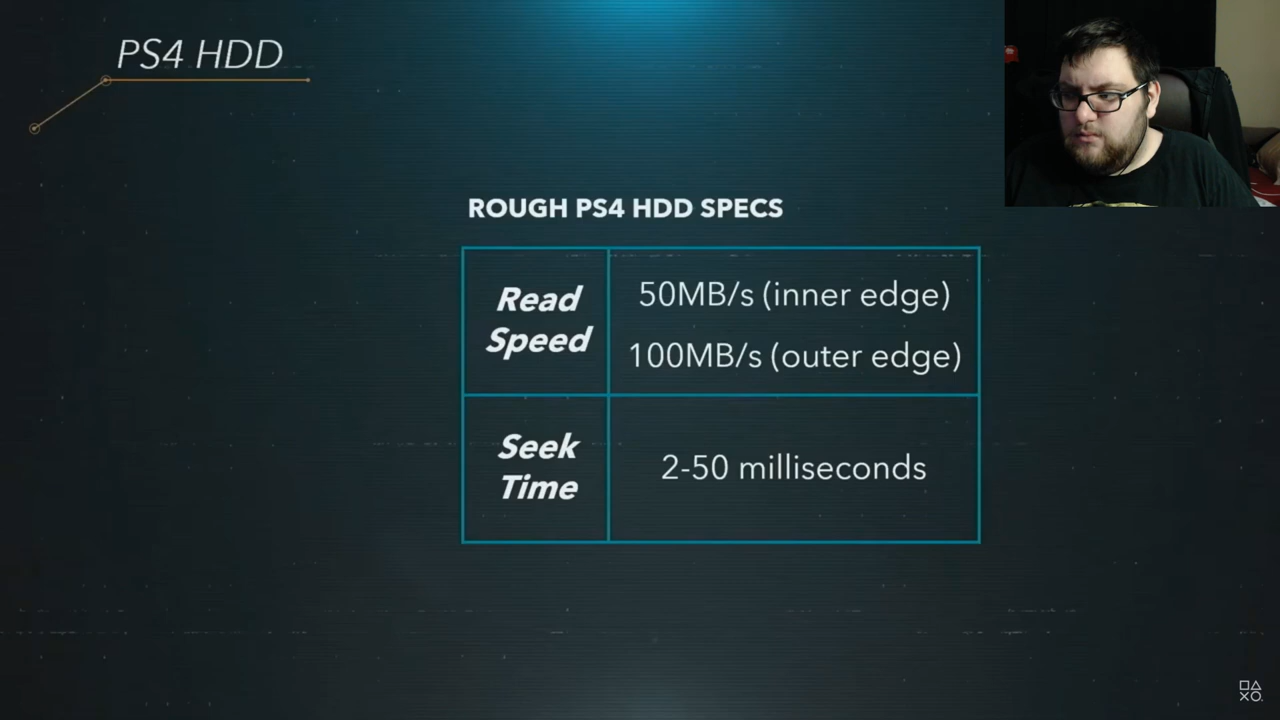 PS4 HDD
ROUGH PS4 HDD SPECS
Read
Speed
50MB/s (inner edge)
100MB/s (outer edge)
Seek
Time
2-50 milliseconds